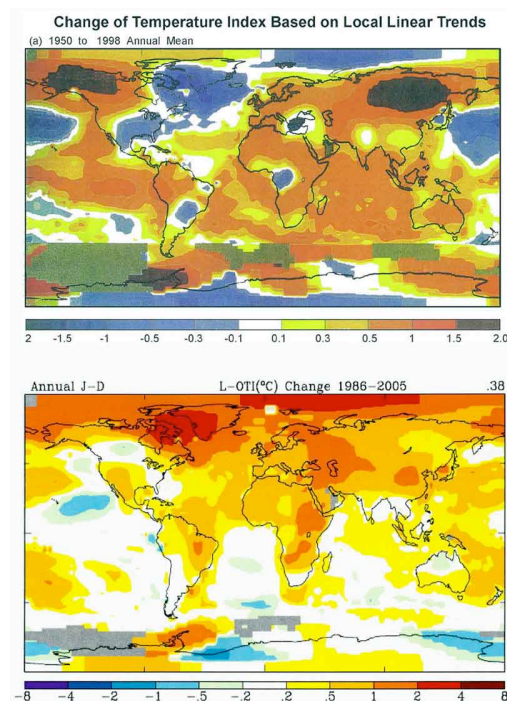 Change of Temperature Index Based on Local Linear Trends
(a) 1950 to 1998 Annual Mean
2 -1.5 -1 -0.5 -0.3 -0.1 0.1 0.3 0.5 1 1.5 2.0
Annual J-D L-OTI(°C) Change 1986-2005 .38
-8 -4 -2 -1 -.5 -.2 .2 .5 1 2 4 8